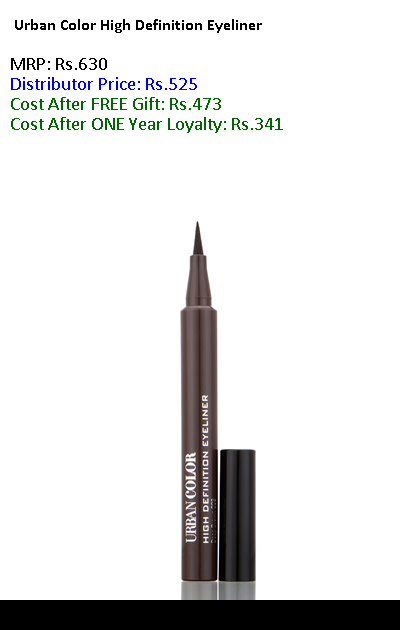 Urban Color High Definition Eyeliner
MRP: Rs.630
Distributor Price: Rs.525
Cost After FREE Gift: Rs.473
Cost After ONE Year Loyalty: Rs.341
URBAN COLOR
HIGH DEFINITION EYELINER